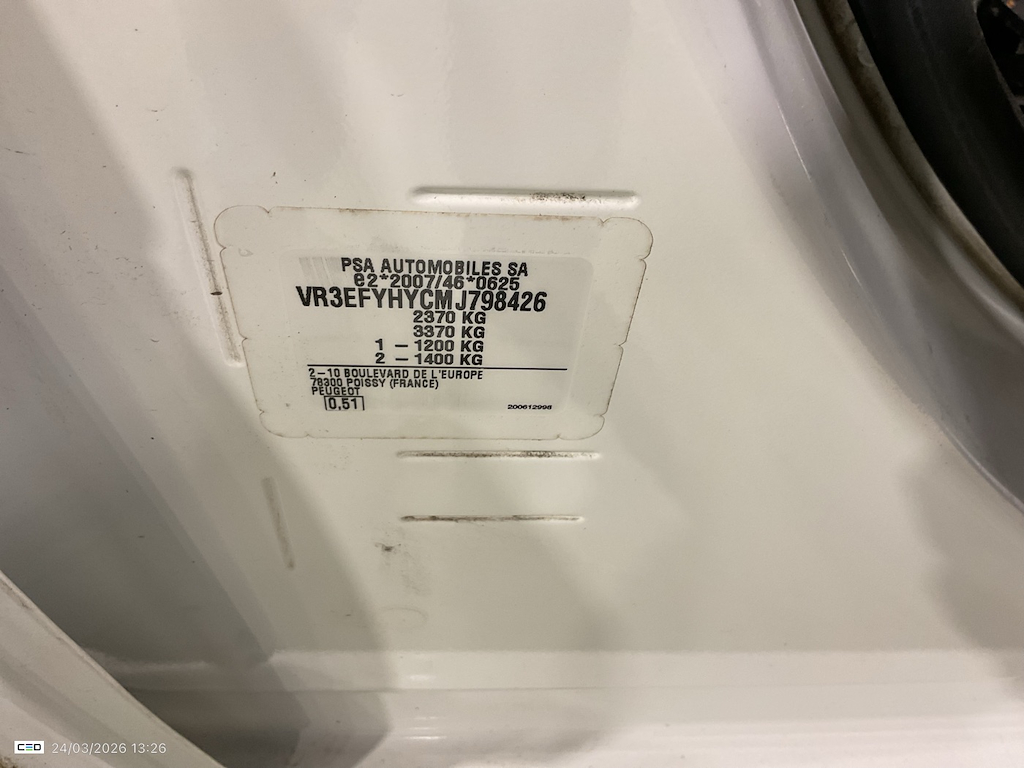 PSA AUTOMOBILES SA
e2*2007/46*0625
VR3EFYHYCMJ798426
2370 KG
3370 KG
1 – 1200 KG
2 – 1400 KG
2–10 BOULEVARD DE L'EUROPE
78300 POISSY (FRANCE)
PEUGEOT
0,51
200612998
CEO 24/03/2026 13:26